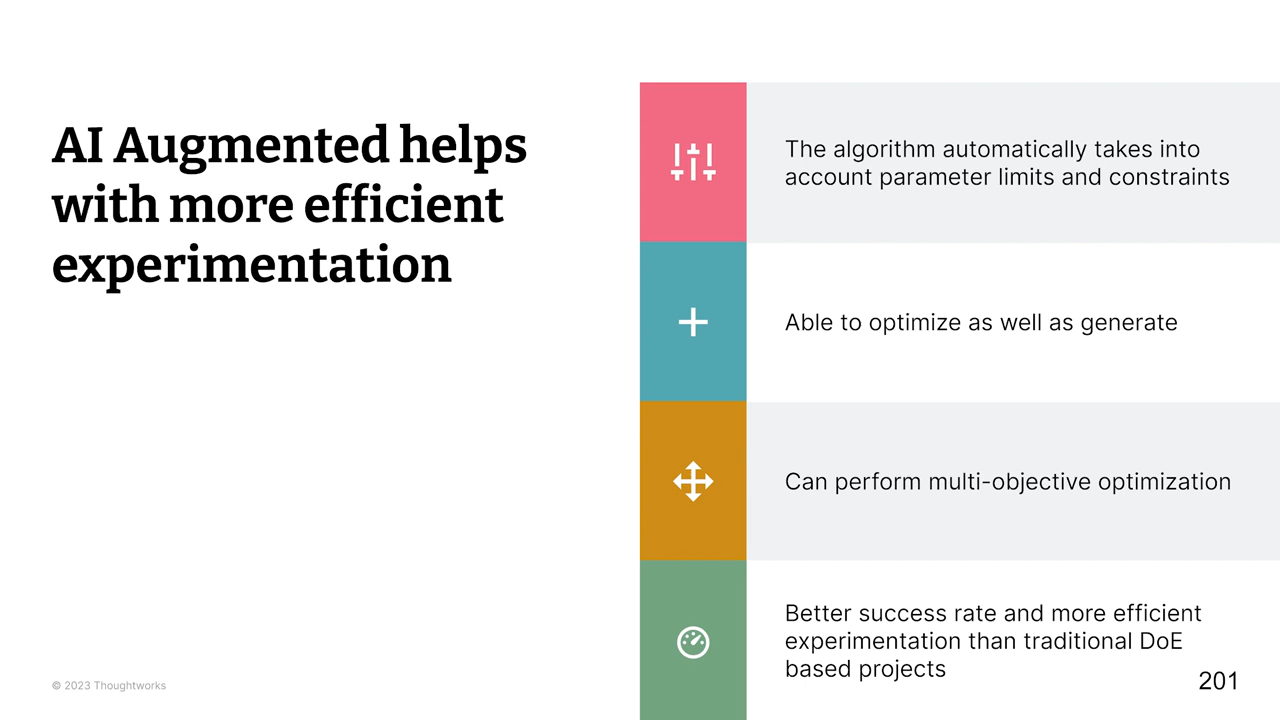 AI Augmented helps
with more efficient
experimentation
The algorithm automatically takes into
account parameter limits and constraints
Able to optimize as well as generate
Can perform multi-objective optimization
Better success rate and more efficient
experimentation than traditional DoE
based projects
© 2023 Thoughtworks
201